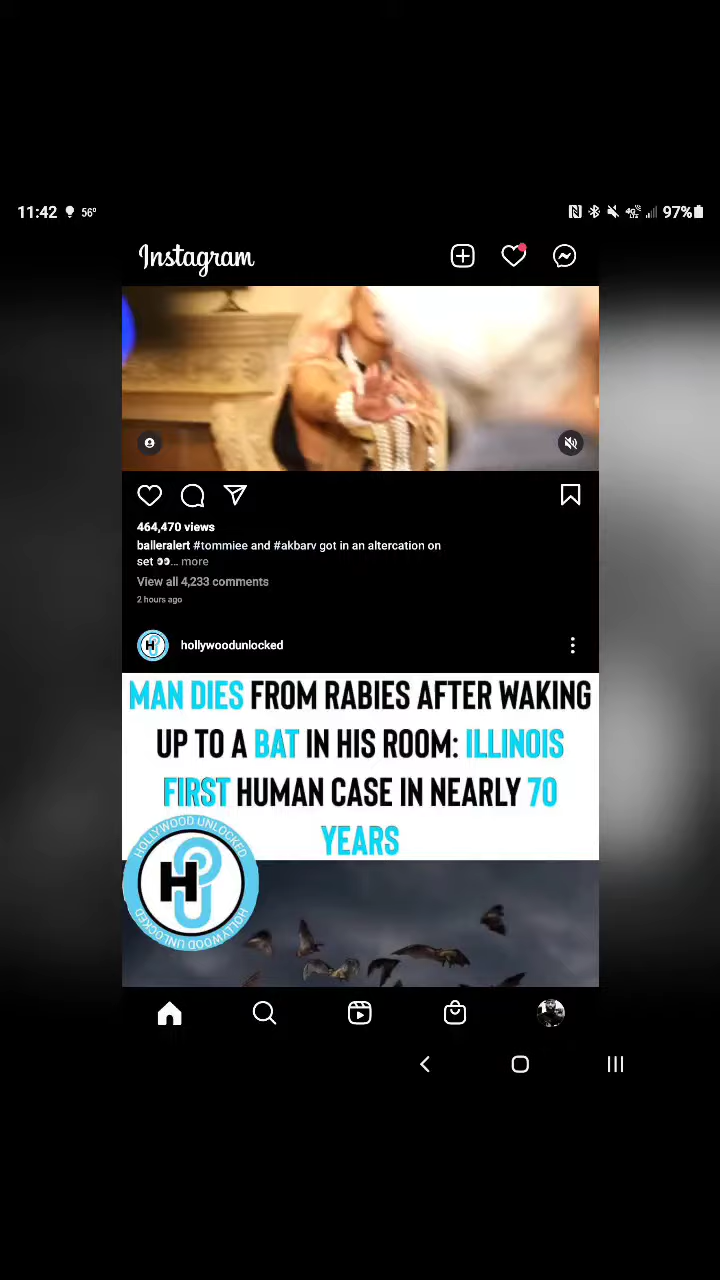 11:42 56°
97%
Instagram
464,470 views
balleralert #tommiee and #akbarv got in an altercation on
set 👀... more
View all 4,233 comments
2 hours ago
hollywoodunlocked
MAN DIES FROM RABIES AFTER WAKING
UP TO A BAT IN HIS ROOM: ILLINOIS
FIRST HUMAN CASE IN NEARLY 70
YEARS
HOLLYWOOD UNLOCKED
HOLLYWOOD UNLOCKED